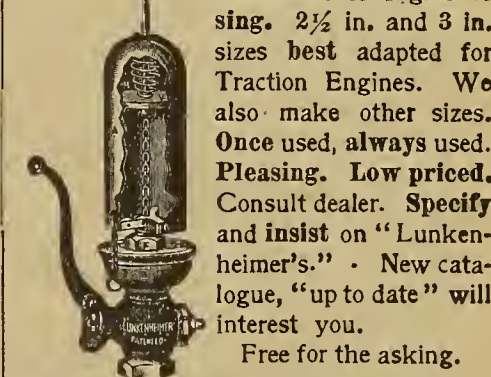 sing. 2½ in. and 3 in.
sizes best adapted for
Traction Engines. We
also make other sizes.
Once used, always used.
Pleasing. Low priced.
Consult dealer. Specify
and insist on "Lunken-
heimer's." New cata-
logue, "up to date" will
interest you.
Free for the asking.
LUNKENHEIMER
PATENTED